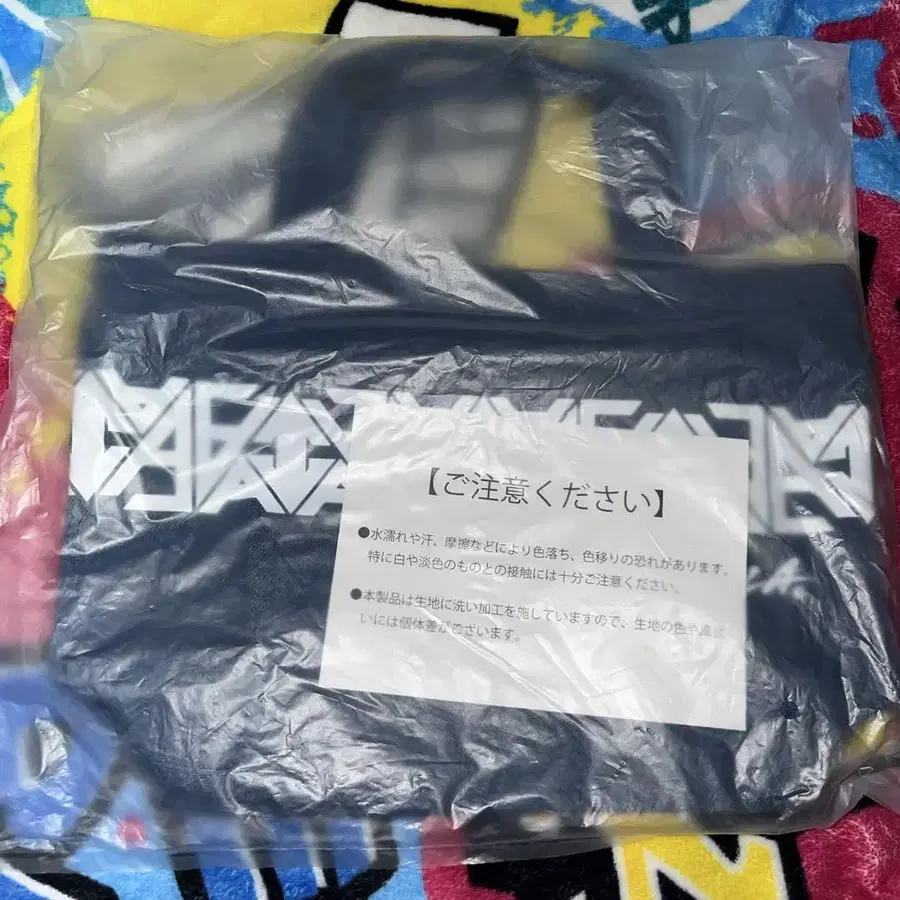 【ご注意ください】
●水濡れや汗、摩擦などにより色落ち、色移りの恐れがあります。
特に白や淡色のものとの接触には十分ご注意ください。
●本製品は生地に洗い加工を施していますので、生地の色や
いには個体差がございます。